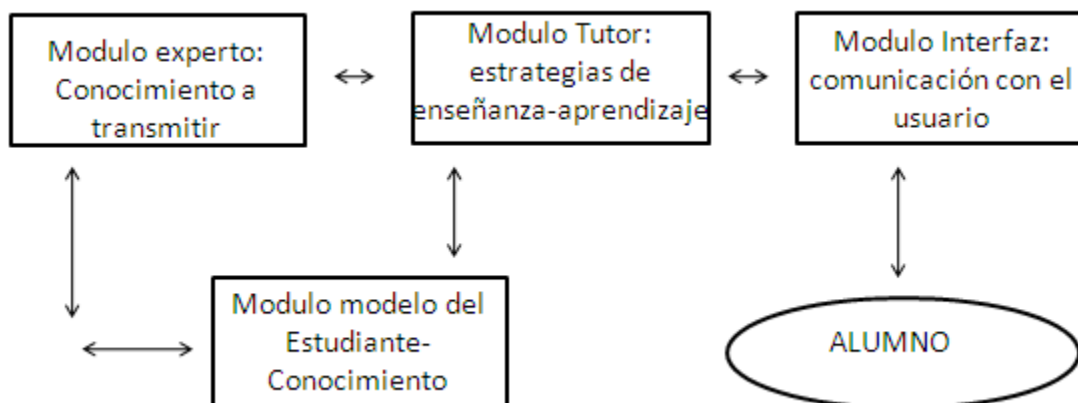 Modulo experto:
Conocimiento a
transmitir
Modulo Tutor:
estrategias de
enseñanza-aprendizaje
Modulo Interfaz:
comunicación con el
usuario
Modulo modelo del
Estudiante-
Conocimiento
ALUMNO